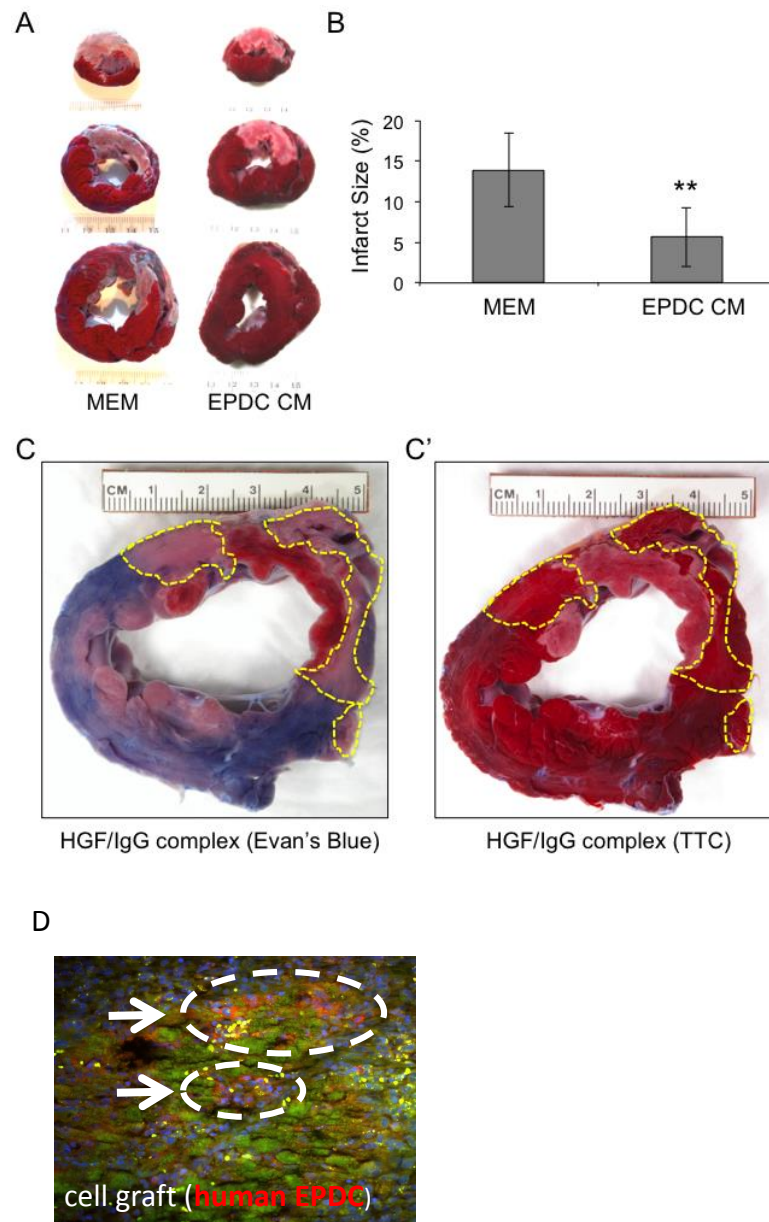 A
B
20
15
10
5
0
Infarct Size (%)
**
MEM
EPDC CM
MEM
EPDC CM
C
C'
CM 1 2 3 4 5
CM 1 2 3 4 5
HGF/IgG complex (Evan's Blue)
HGF/IgG complex (TTC)
D
cell graft (human EPDC)